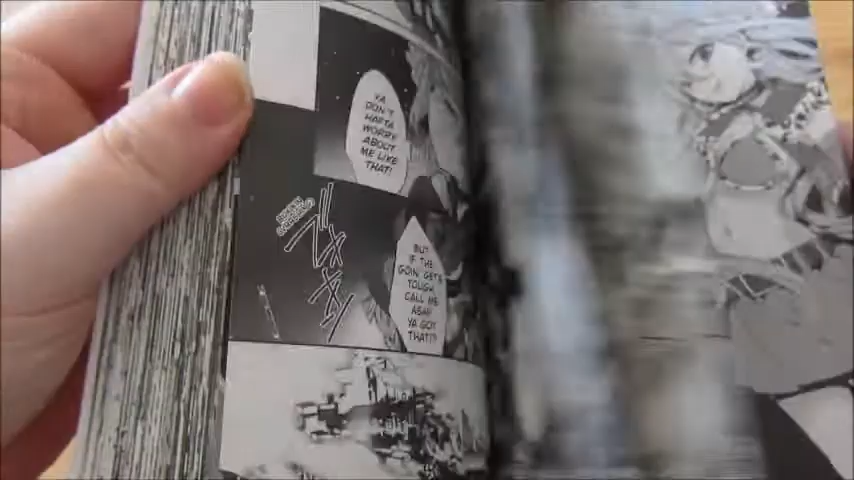 YA
DON'T
HAFTA
WORRY
ABOUT
ME LIKE
THAT!
BUT
IF THE
GOIN' GETS
TOUGH,
CALL ME
ASAP,
YA GOT
THAT!?